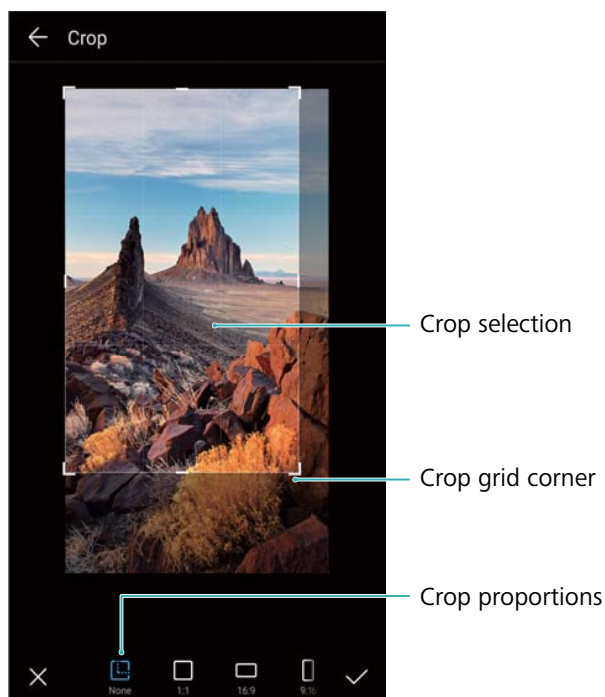 Crop
Crop selection
Crop grid corner
Crop proportions
None
1:1
16:9
9:16